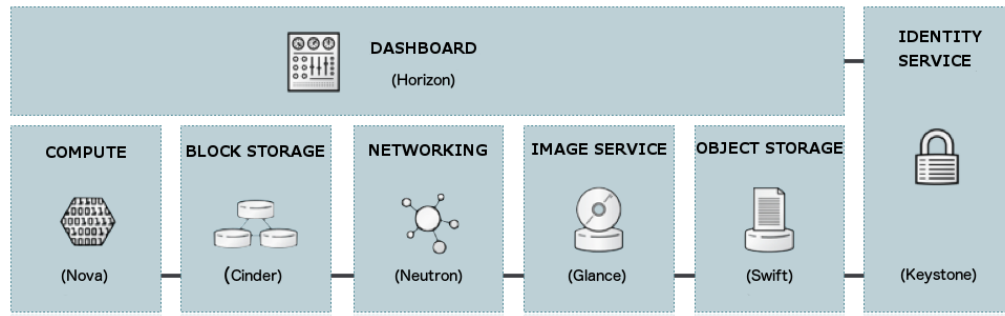 DASHBOARD
(Horizon)
IDENTITY
SERVICE
COMPUTE
BLOCK STORAGE
NETWORKING
IMAGE SERVICE
OBJECT STORAGE
(Nova)
(Cinder)
(Neutron)
(Glance)
(Swift)
(Keystone)